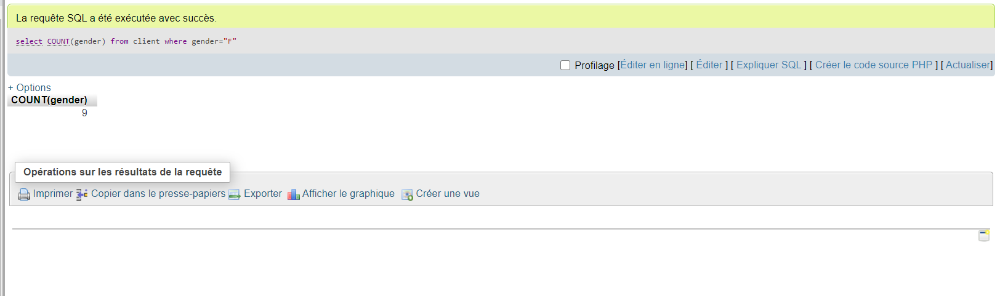 La requête SQL a été exécutée avec succès.
select COUNT(gender) from client where gender="F"
Profilage [Éditer en ligne] [ Éditer ] [ Expliquer SQL ] [ Créer le code source PHP ] [ Actualiser]
+ Options
COUNT(gender)
9
Opérations sur les résultats de la requête
Imprimer Copier dans le presse-papiers Exporter Afficher le graphique Créer une vue